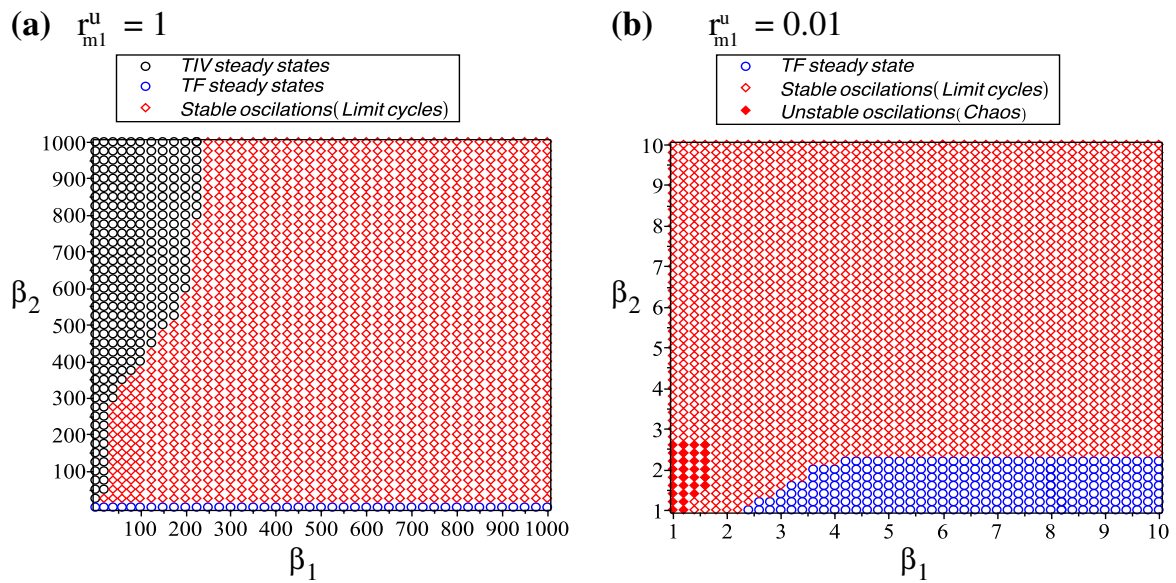 (a) r_m1^u = 1
TIV steady states
TF steady states
Stable oscilations( Limit cycles)
1000
900
800
700
600
500
400
300
200
100
β2
100 200 300 400 500 600 700 800 900 1000
β1
(b) r_m1^u = 0.01
TF steady state
Stable oscilations( Limit cycles)
Unstable oscilations( Chaos)
10
9
8
7
6
5
4
3
2
1
β2
1 2 3 4 5 6 7 8 9 10
β1